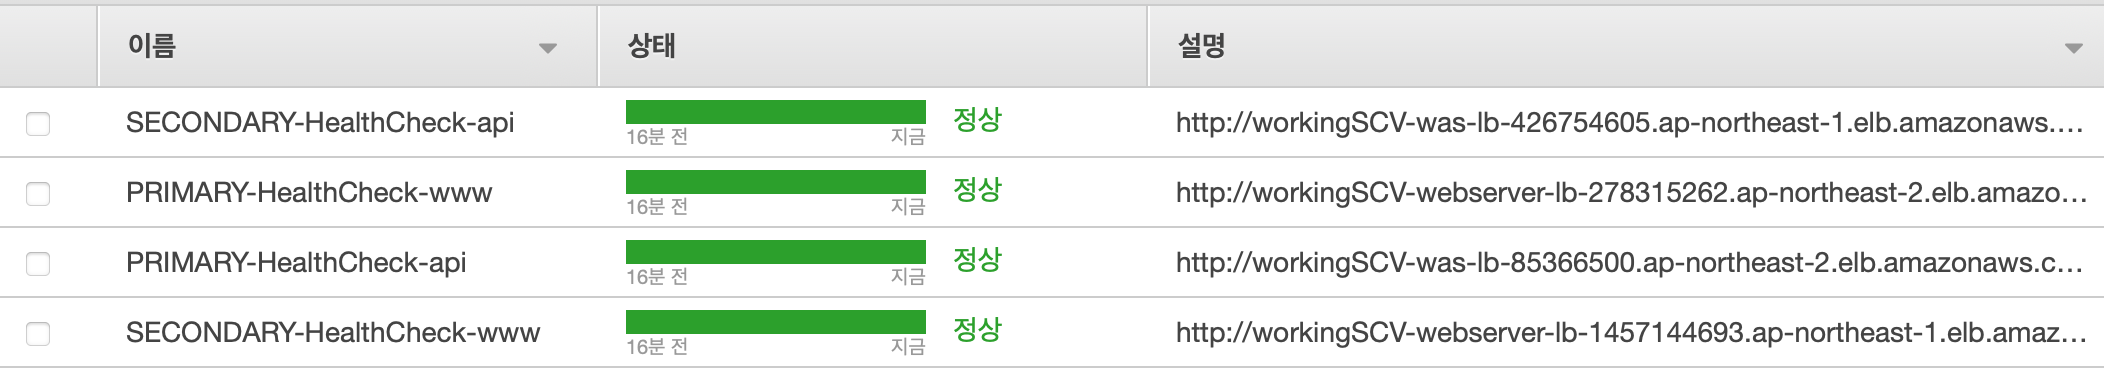 이름 상태 설명
SECONDARY-HealthCheck-api 정상 http://workingSCV-was-lb-426754605.ap-northeast-1.elb.amazonaws.…
16분 전 지금
PRIMARY-HealthCheck-www 정상 http://workingSCV-webserver-lb-278315262.ap-northeast-2.elb.amazo…
16분 전 지금
PRIMARY-HealthCheck-api 정상 http://workingSCV-was-lb-85366500.ap-northeast-2.elb.amazonaws.c…
16분 전 지금
SECONDARY-HealthCheck-www 정상 http://workingSCV-webserver-lb-1457144693.ap-northeast-1.elb.amaz…
16분 전 지금